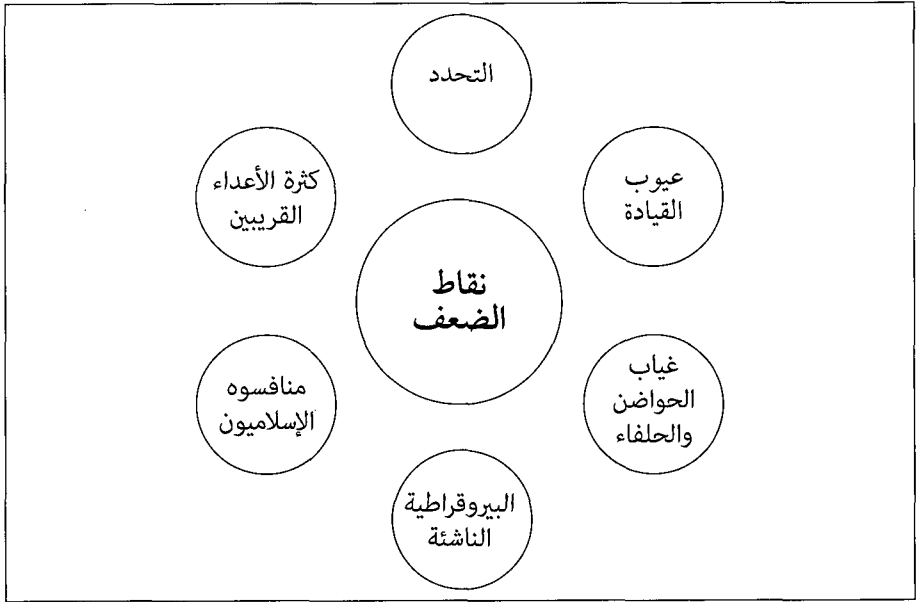 التحدد
عيوب
القيادة
كثرة الأعداء
القريبين
نقاط
الضعف
غياب
الحواضن
والحلفاء
منافسوه
الإسلاميون
البيروقراطية
الناشئة